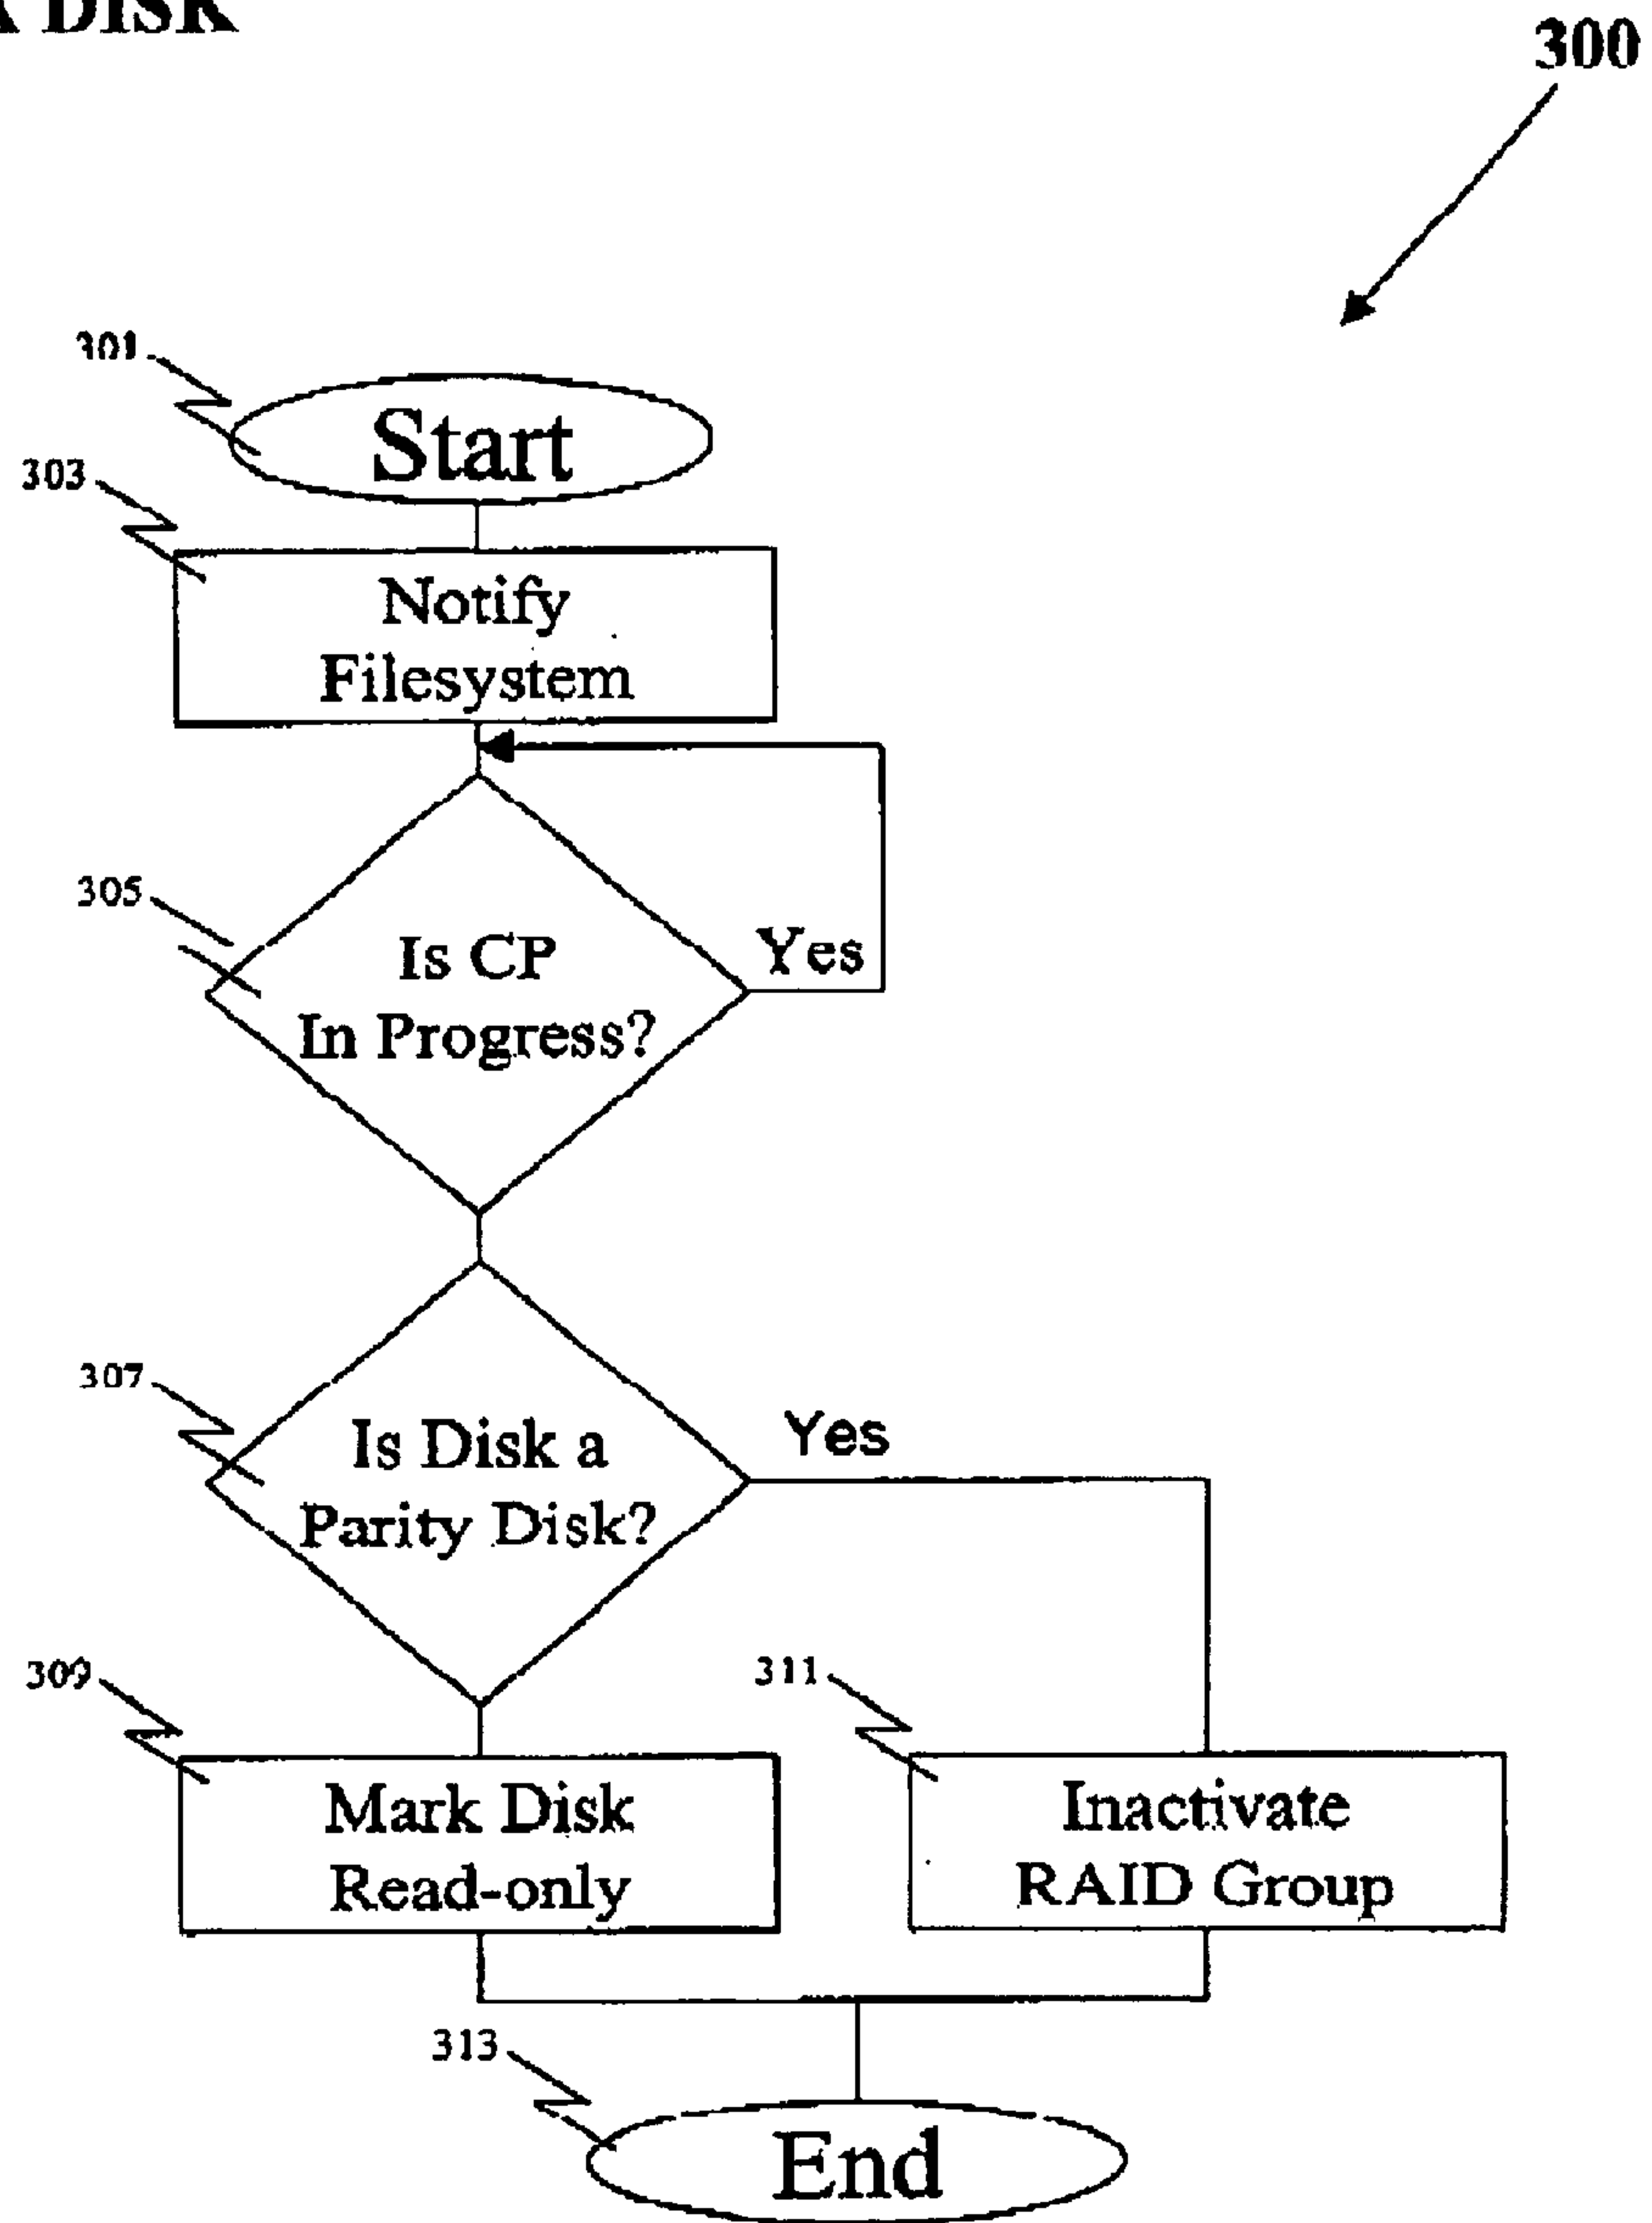 DISK
300
301
Start
303
Notify
Filesystem
305
Is CP
In Progress?
Yes
307
Is Disk a
Parity Disk?
Yes
309
Mark Disk
Read-only
311
Inactivate
RAID Group
313
End